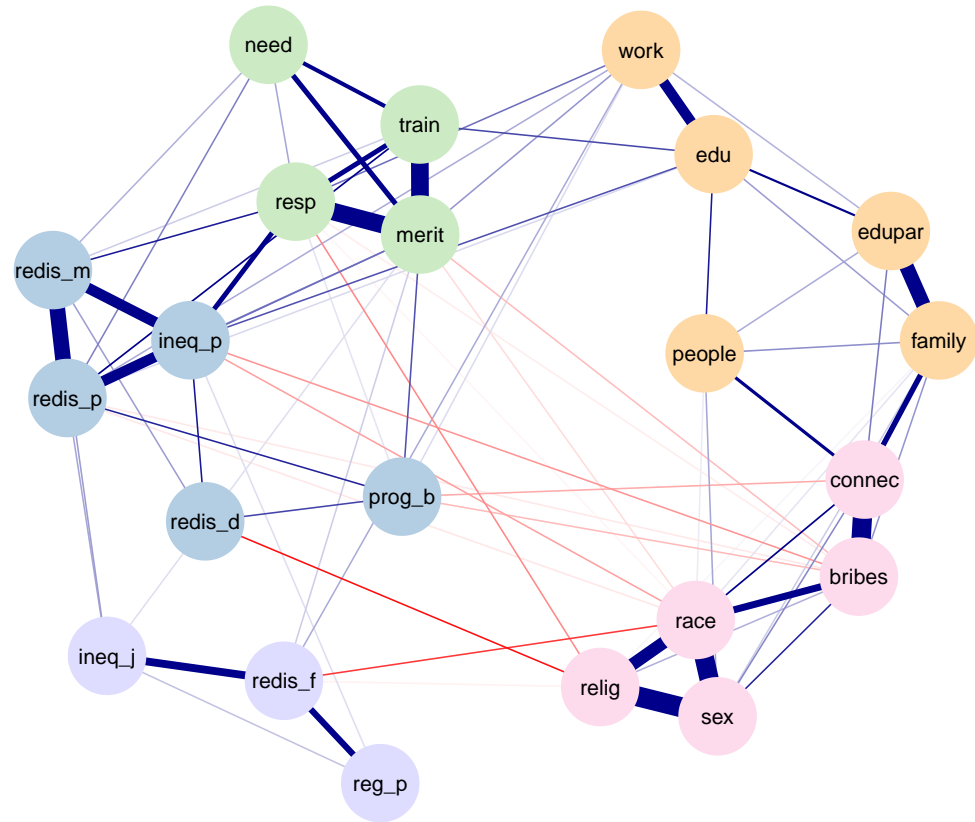 need
work
train
edu
resp
merit
edupar
redis_m
ineq_p
people
family
redis_p
connec
prog_b
redis_d
bribes
race
ineq_j
redis_f
relig
sex
reg_p